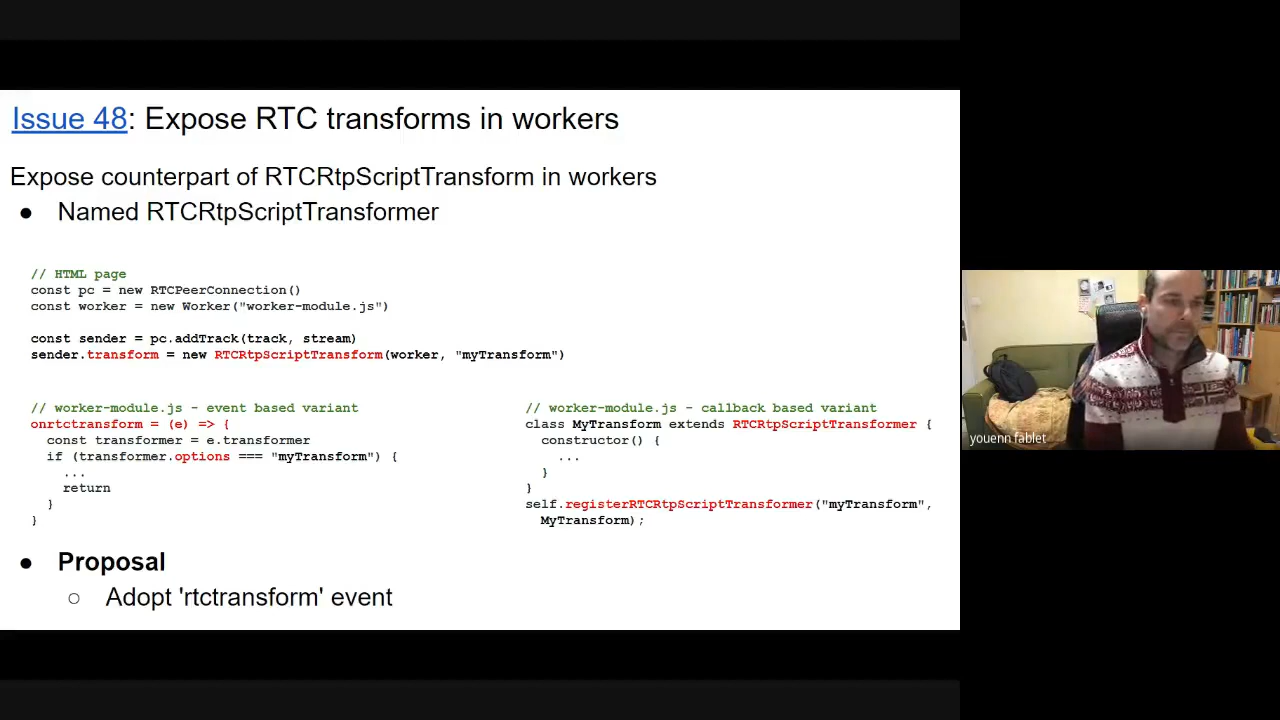 Issue 48: Expose RTC transforms in workers
Expose counterpart of RTCRtpScriptTransform in workers
● Named RTCRtpScriptTransformer
// HTML page
const pc = new RTCPeerConnection()
const worker = new Worker("worker-module.js")
const sender = pc.addTrack(track, stream)
sender.transform = new RTCRtpScriptTransform(worker, "myTransform")
// worker-module.js - event based variant
onrtctransform = (e) => {
const transformer = e.transformer
if (transformer.options === "myTransform") {
...
return
}
}
// worker-module.js - callback based variant
class MyTransform extends RTCRtpScriptTransformer {
constructor() {
...
}
}
self.registerRTCRtpScriptTransformer("myTransform",
MyTransform);
● Proposal
○ Adopt 'rtctransform' event
youenn fablet